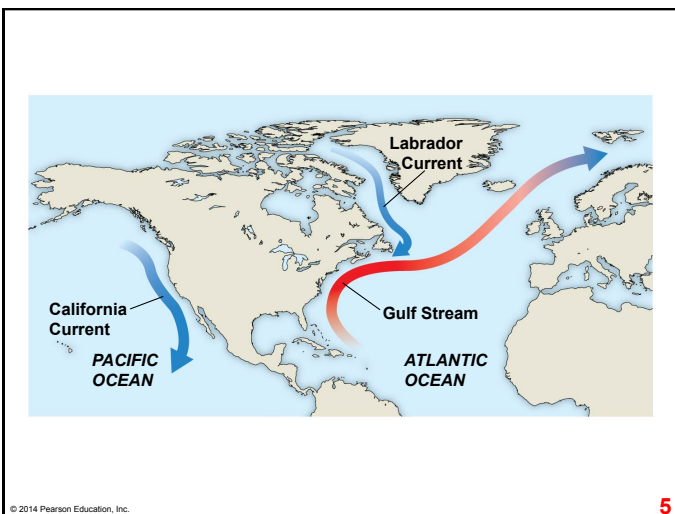 Labrador
Current
California
Current
Gulf Stream
PACIFIC
OCEAN
ATLANTIC
OCEAN
© 2014 Pearson Education, Inc.
5